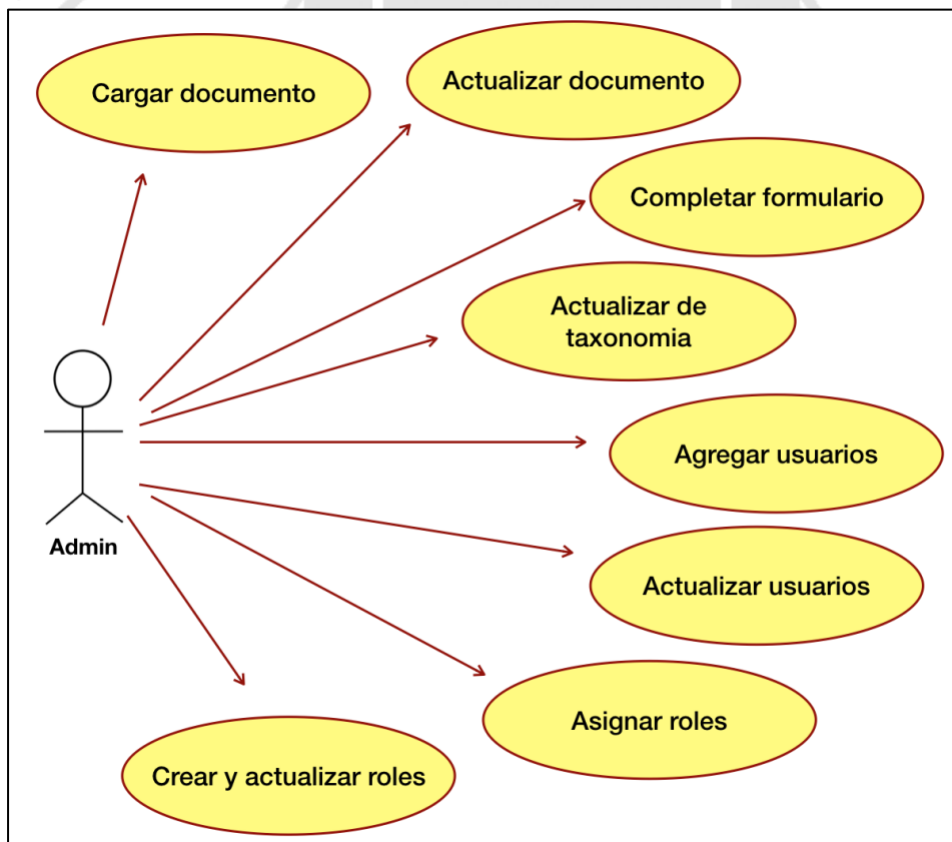 Cargar documento
Actualizar documento
Completar formulario
Actualizar de
taxonomia
Agregar usuarios
Admin
Actualizar usuarios
Asignar roles
Crear y actualizar roles